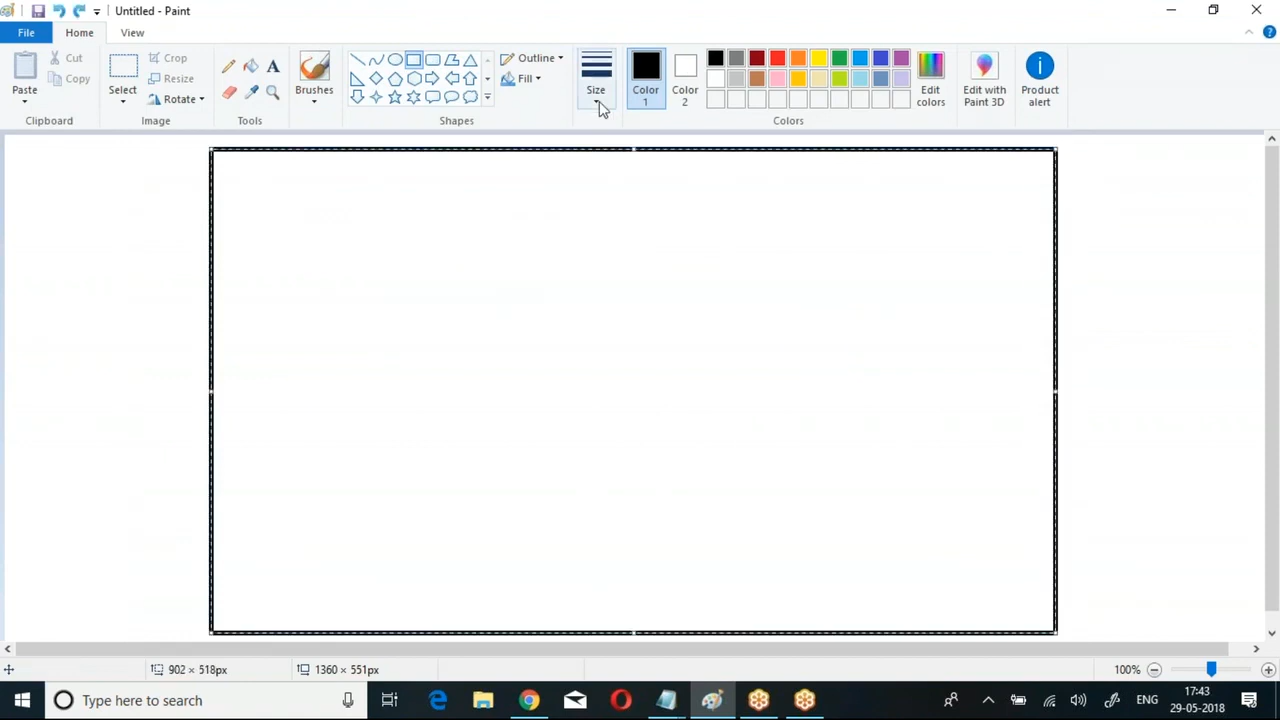 Untitled - Paint
File
Home
View
Paste
Cut
Copy
Clipboard
Select
Crop
Resize
Rotate
Image
A
Tools
Brushes
Shapes
Outline
Fill
Size
Color
1
Color
2
Edit
colors
Colors
Edit with
Paint 3D
Product
alert
902 × 518px
1360 × 551px
100%
Type here to search
ENG
17:43
29-05-2018